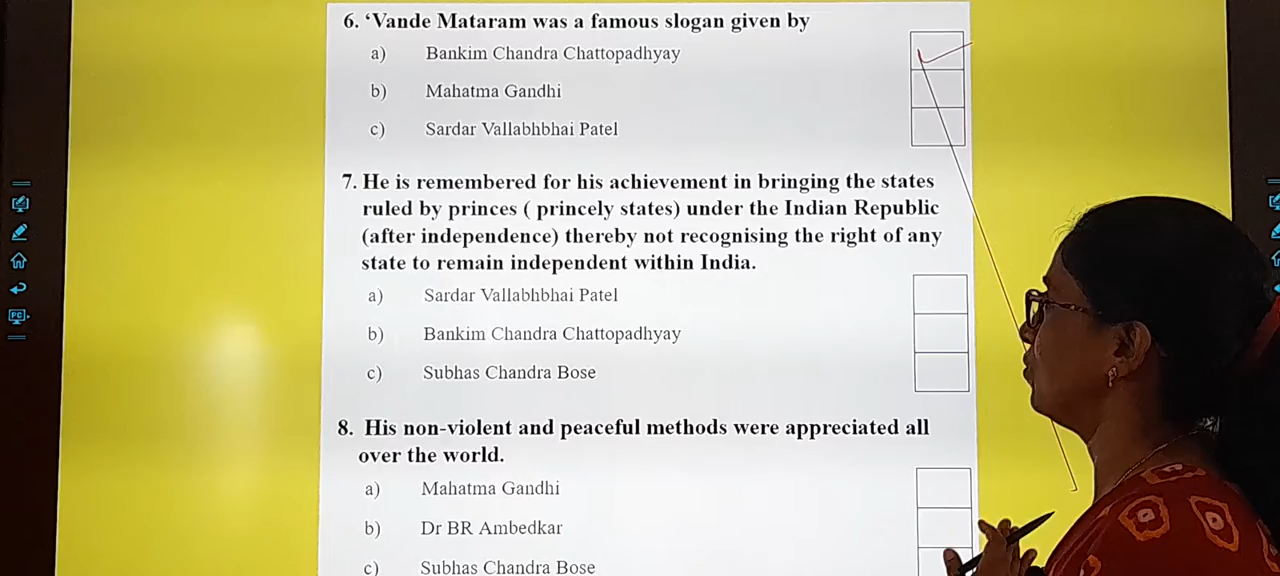 6. ‘Vande Mataram was a famous slogan given by
a) Bankim Chandra Chattopadhyay
b) Mahatma Gandhi
c) Sardar Vallabhbhai Patel
7. He is remembered for his achievement in bringing the states
ruled by princes ( princely states) under the Indian Republic
(after independence) thereby not recognising the right of any
state to remain independent within India.
a) Sardar Vallabhbhai Patel
b) Bankim Chandra Chattopadhyay
c) Subhas Chandra Bose
8. His non-violent and peaceful methods were appreciated all
over the world.
a) Mahatma Gandhi
b) Dr BR Ambedkar
c) Subhas Chandra Bose
PC